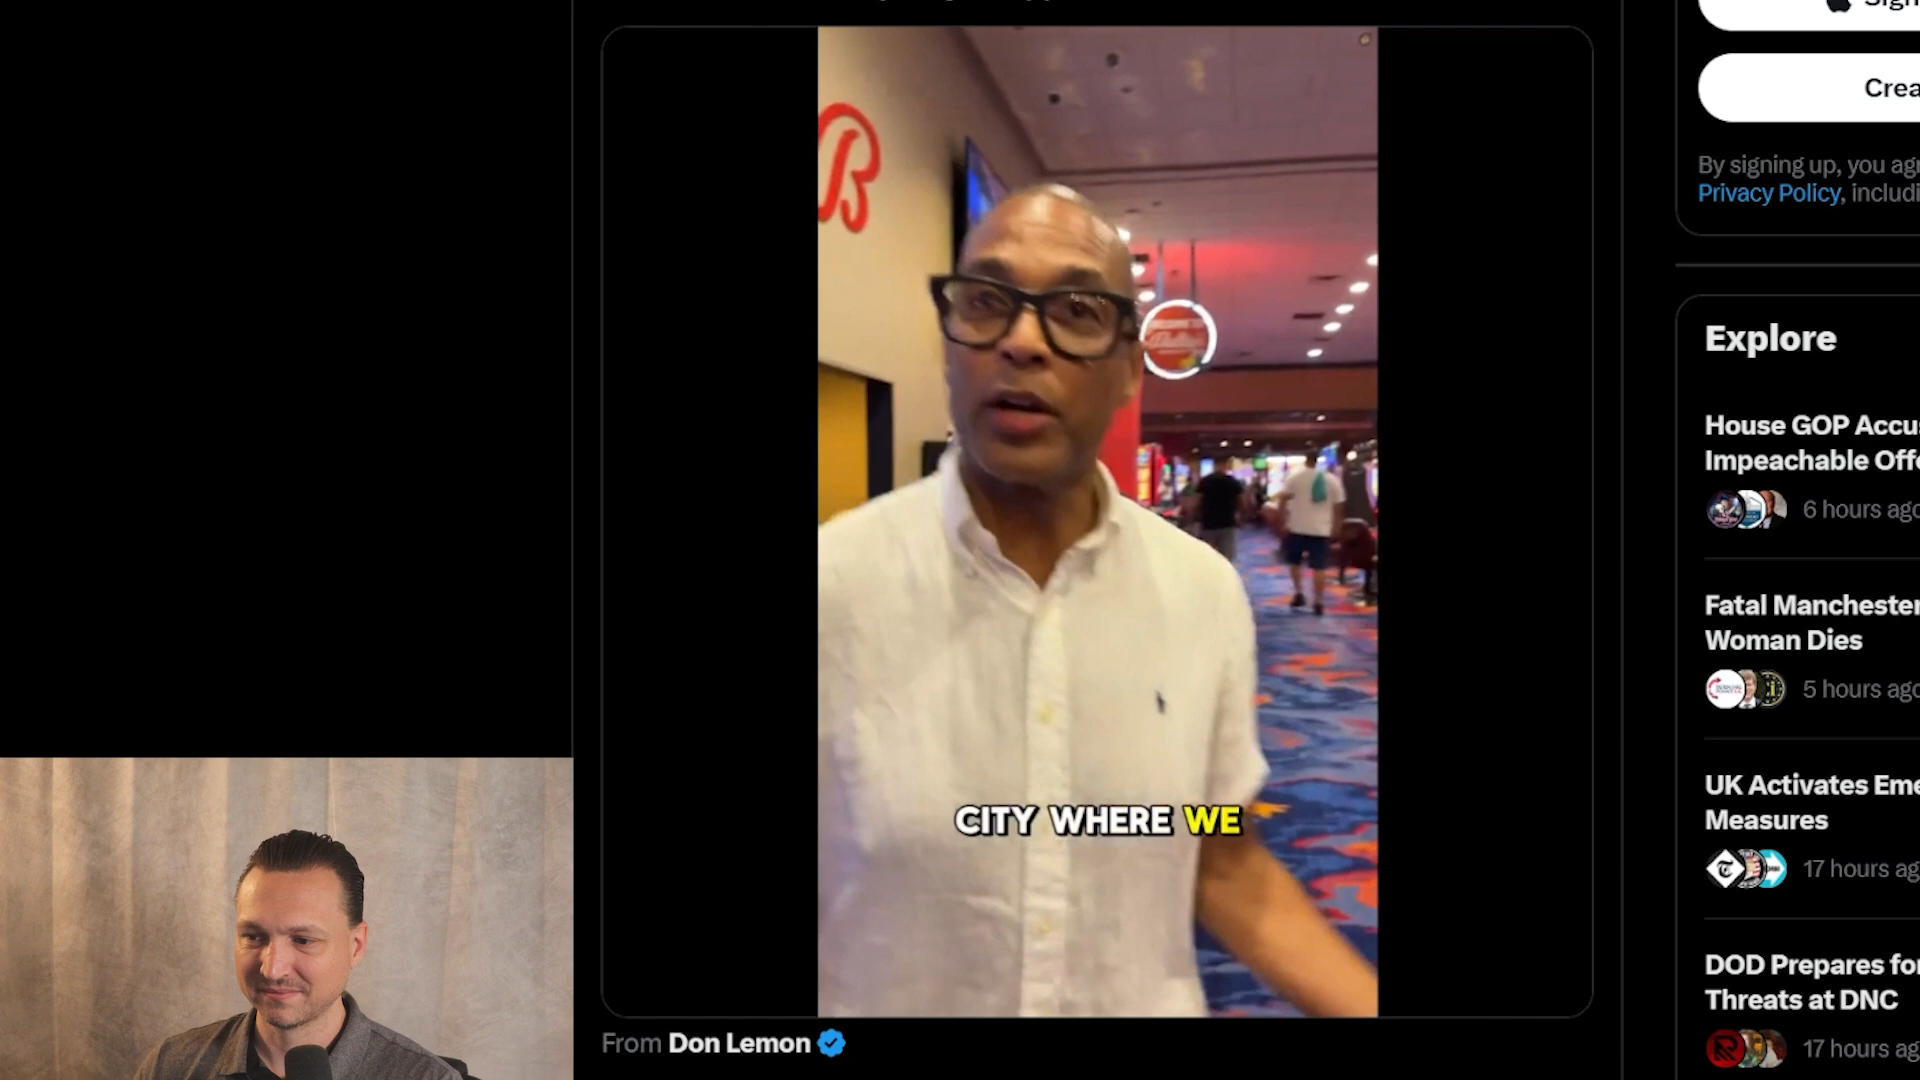 B
CITY WHERE WE
From Don Lemon
Crea
By signing up, you ag
Privacy Policy, includi
Explore
House GOP Accu
Impeachable Off
6 hours ago
Fatal Manchester
Woman Dies
5 hours ago
UK Activates Eme
Measures
17 hours ag
DOD Prepares for
Threats at DNC
17 hours ag